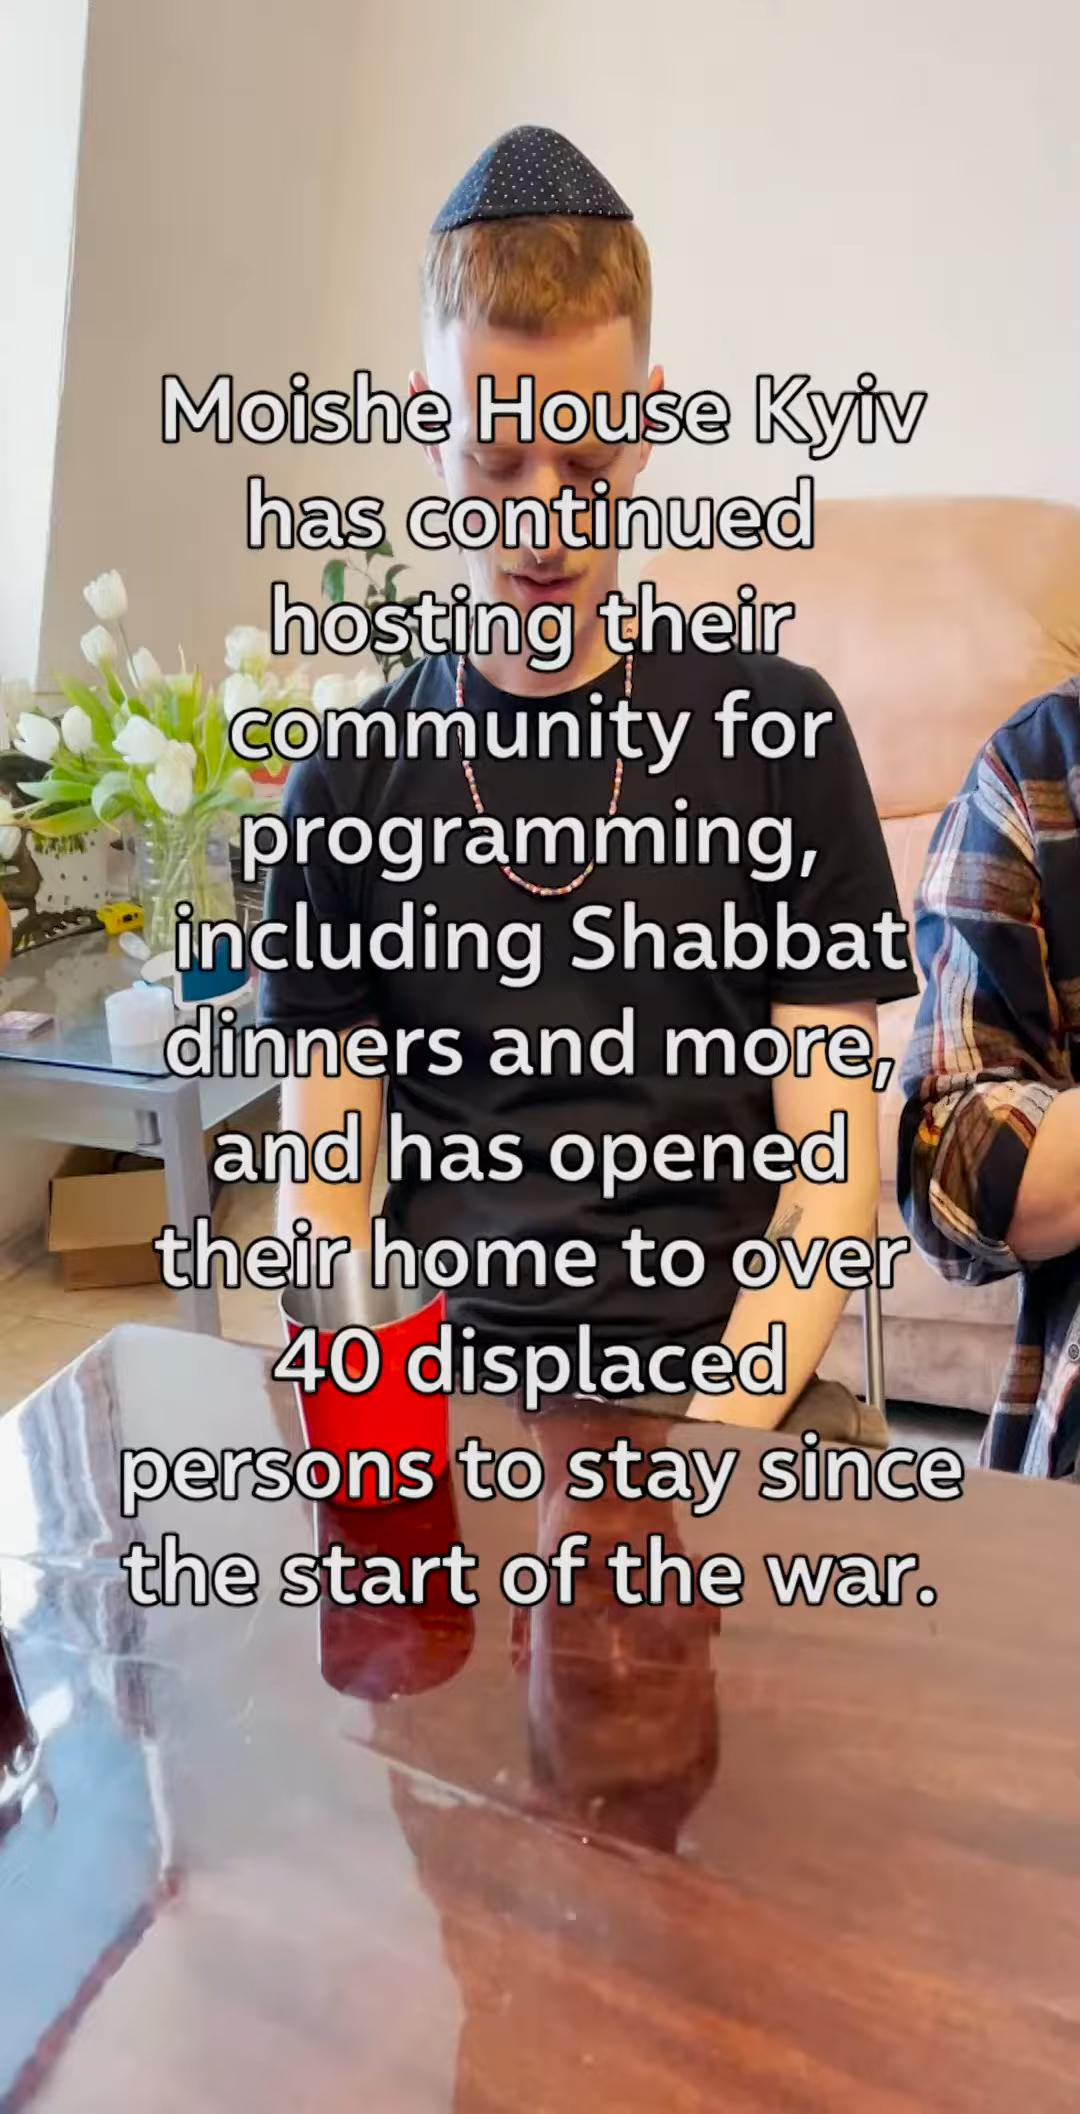 Moishe House Kyiv
has continued
hosting their
community for
programming,
including Shabbat
dinners and more,
and has opened
their home to over
40 displaced
persons to stay since
the start of the war.